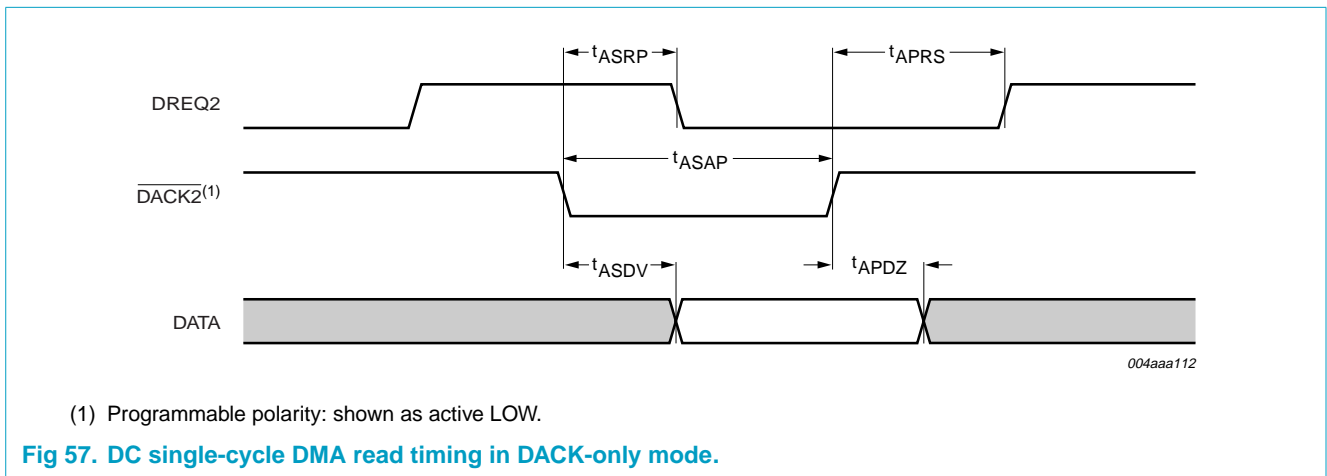 tASRP
tAPRS
DREQ2
tASAP
DACK2(1)
tASDV
tAPDZ
DATA
004aaa112
(1) Programmable polarity: shown as active LOW.
Fig 57. DC single-cycle DMA read timing in DACK-only mode.